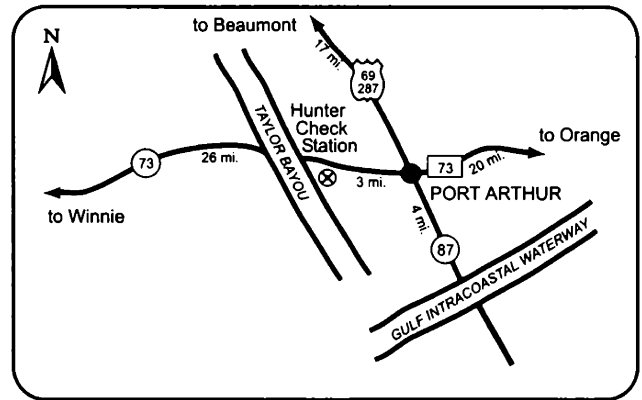 to Beaumont
N
17 mi.
69
287
Hunter
Check
Station
TAYLOR BAYOU
to Orange
73
26 mi.
3 mi.
73
20 mi.
to Winnie
PORT ARTHUR
4 mi.
87
GULF INTRACOASTAL WATERWAY